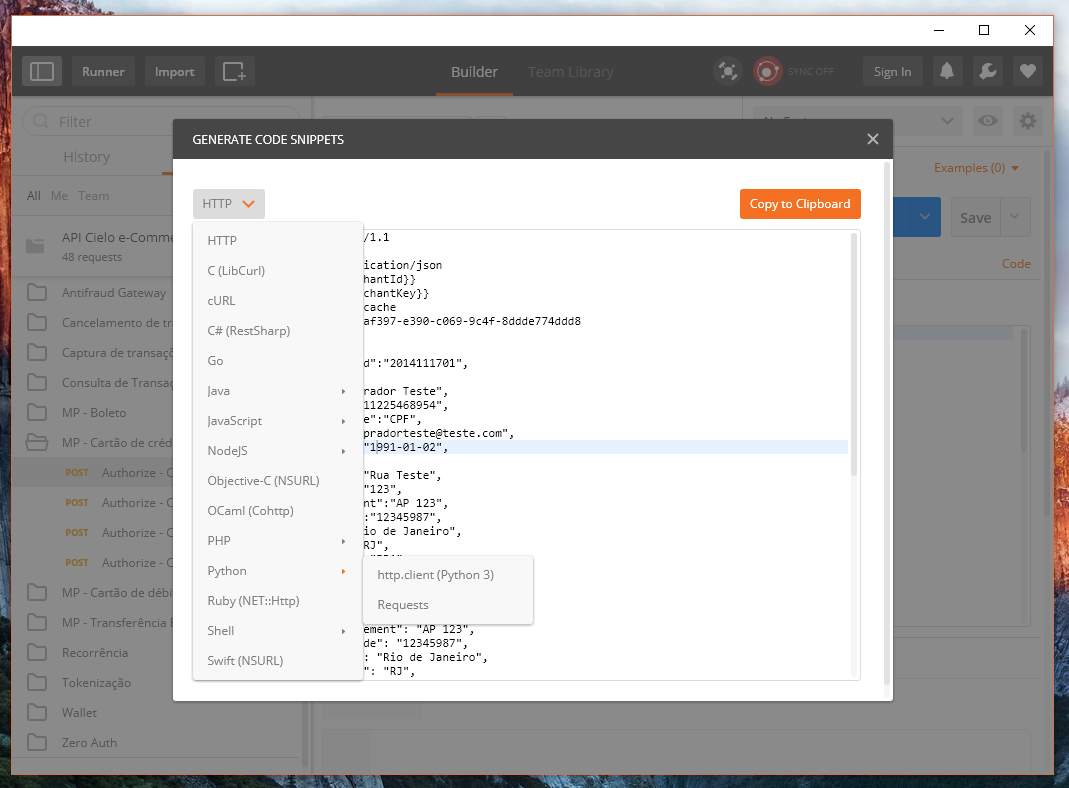 Runner
Import
Builder
Team Library
SYNC OFF
Sign In
Filter
History
All Me Team
API Cielo e-Comme
48 requests
Antifraud Gateway
Cancelamento de tr
Captura de transaçõ
Consulta de Transaç
MP - Boleto
MP - Cartão de créd
POST Authorize - C
POST Authorize - C
POST Authorize - C
POST Authorize - C
MP - Cartão de débi
MP - Transferência E
Recorrência
Tokenização
Wallet
Zero Auth
Examples (0)
Save
Code
GENERATE CODE SNIPPETS
HTTP
Copy to Clipboard
HTTP
C (LibCurl)
cURL
C# (RestSharp)
Go
Java
JavaScript
NodeJS
Objective-C (NSURL)
OCaml (Cohttp)
PHP
Python
Ruby (NET::Http)
Shell
Swift (NSURL)
http.client (Python 3)
Requests
/1.1
ication/json
hantId}}
chantKey}}
cache
af397-e390-c069-9c4f-8ddde774ddd8
d":"2014111701",
rador Teste",
11225468954",
e":"CPF",
pradorteste@teste.com",
"1991-01-02",
"Rua Teste",
"123",
nt":"AP 123",
:"12345987",
io de Janeiro",
RJ",
ement": "AP 123",
de": "12345987",
: "Rio de Janeiro",
": "RJ",